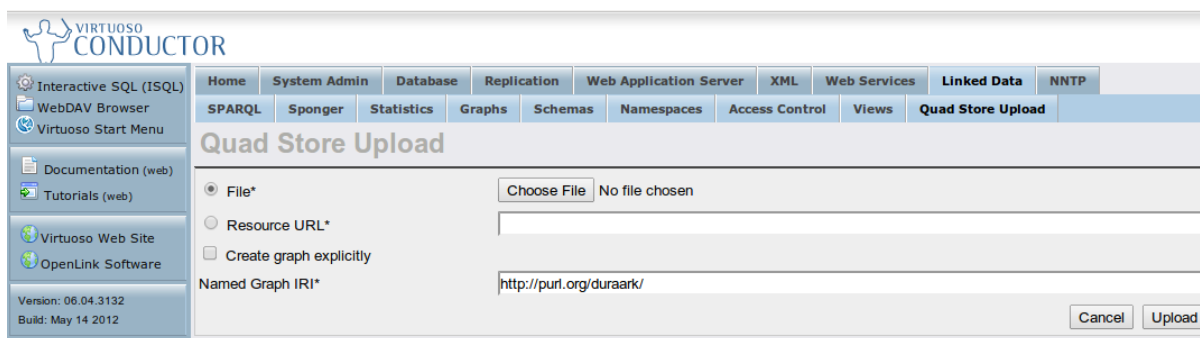 VIRTUOSO
CONDUCTOR
Interactive SQL (ISQL)
WebDAV Browser
Virtuoso Start Menu
Documentation (web)
Tutorials (web)
Virtuoso Web Site
OpenLink Software
Version: 06.04.3132
Build: May 14 2012
Home System Admin Database Replication Web Application Server XML Web Services Linked Data NNTP
SPARQL Sponger Statistics Graphs Schemas Namespaces Access Control Views Quad Store Upload
Quad Store Upload
File* Choose File No file chosen
Resource URL*
Create graph explicitly
Named Graph IRI* http://purl.org/duraark/
Cancel Upload